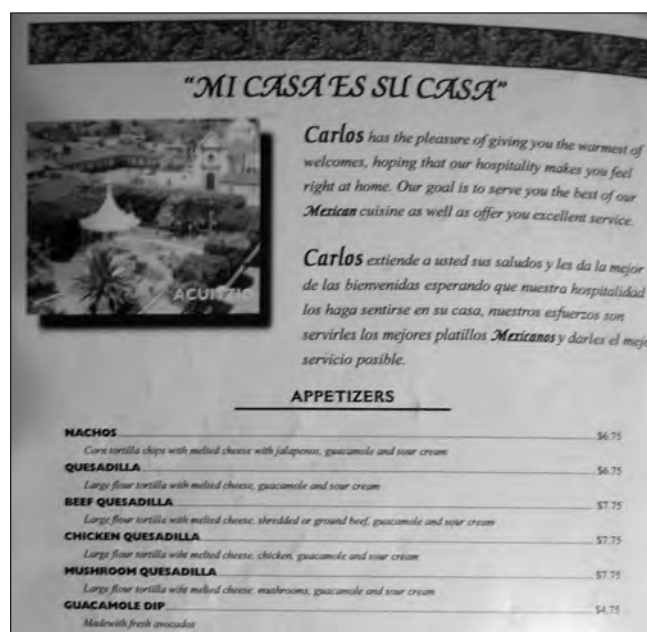 "MI CASA ES SU CASA"
Carlos has the pleasure of giving you the warmest of
welcomes, hoping that our hospitality makes you feel
right at home. Our goal is to serve you the best of our
Mexican cuisine as well as offer you excellent service.
ACUITZIO
Carlos extiende a usted sus saludos y les da la mejor
de las bienvenidas esperando que nuestra hospitalidad
los haga sentirse en su casa, nuestros esfuerzos son
servirles los mejores platillos Mexicanos y darles el mejo
servicio posible.
APPETIZERS
NACHOS $6.75
Corn tortilla chips with melted cheese with jalapenos, guacamole and sour cream
QUESADILLA $6.75
Large flour tortilla with melted cheese, guacamole and sour cream
BEEF QUESADILLA $7.75
Large flour tortilla with melted cheese, shredded or ground beef, guacamole and sour cream
CHICKEN QUESADILLA $7.75
Large flour tortilla wiht melted cheese, chicken, guacamole and sour cream
MUSHROOM QUESADILLA $7.75
Large flour tortilla wiht melted cheese, mushrooms, guacamole and sour cream
GUACAMOLE DIP $4.75
Madewith fresh avocados